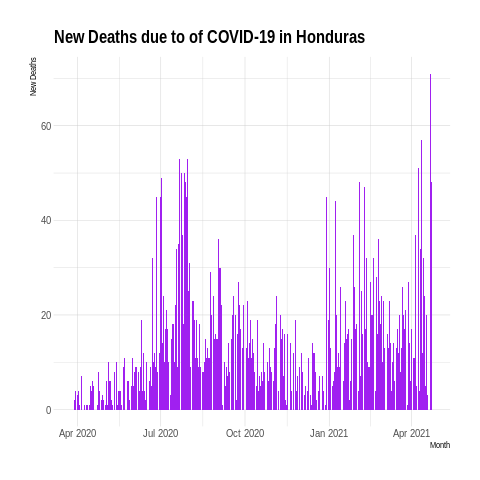 New Deaths due to of COVID-19 in Honduras
New Deaths
60
40
20
0
Apr 2020 Jul 2020 Oct 2020 Jan 2021 Apr 2021
Month